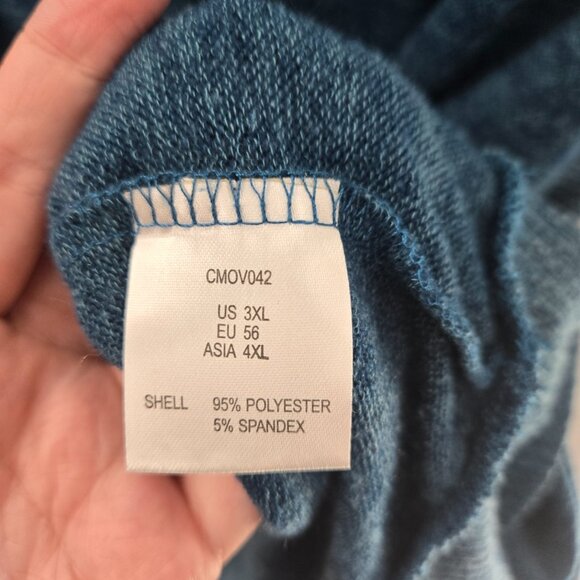 CMOV042
US 3XL
EU 56
ASIA 4XL
SHELL 95% POLYESTER
5% SPANDEX